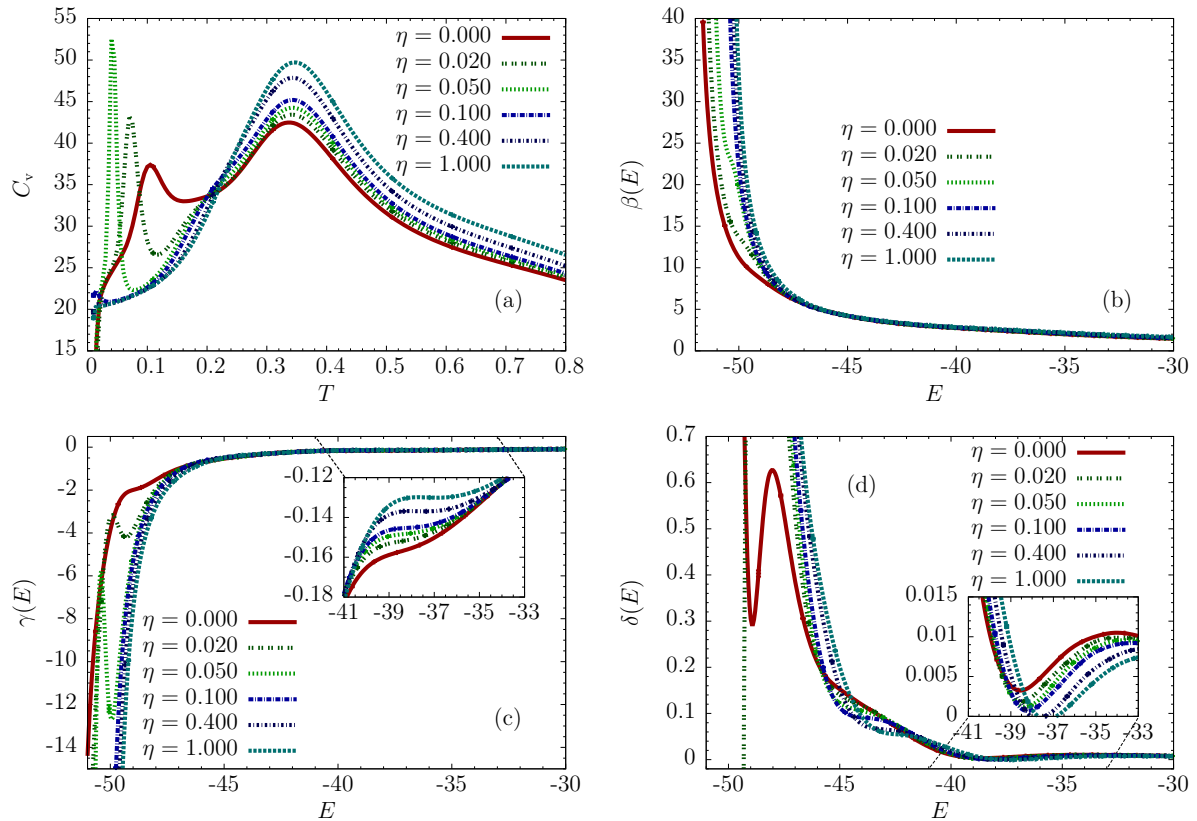 55
50
45
40
35
30
25
20
15
C_v
0 0.1 0.2 0.3 0.4 0.5 0.6 0.7 0.8
T
(a)
η = 0.000
η = 0.020
η = 0.050
η = 0.100
η = 0.400
η = 1.000
40
35
30
25
20
15
10
5
0
β(E)
-50 -45 -40 -35 -30
E
(b)
η = 0.000
η = 0.020
η = 0.050
η = 0.100
η = 0.400
η = 1.000
0
-2
-4
-6
-8
-10
-12
-14
γ(E)
-50 -45 -40 -35 -30
E
(c)
-0.12
-0.14
-0.16
-0.18
-41 -39 -37 -35 -33
η = 0.000
η = 0.020
η = 0.050
η = 0.100
η = 0.400
η = 1.000
0.7
0.6
0.5
0.4
0.3
0.2
0.1
0
δ(E)
-50 -45 -40 -35 -30
E
(d)
η = 0.000
η = 0.020
η = 0.050
η = 0.100
η = 0.400
η = 1.000
0.015
0.01
0.005
0
-41 -39 -37 -35 -33